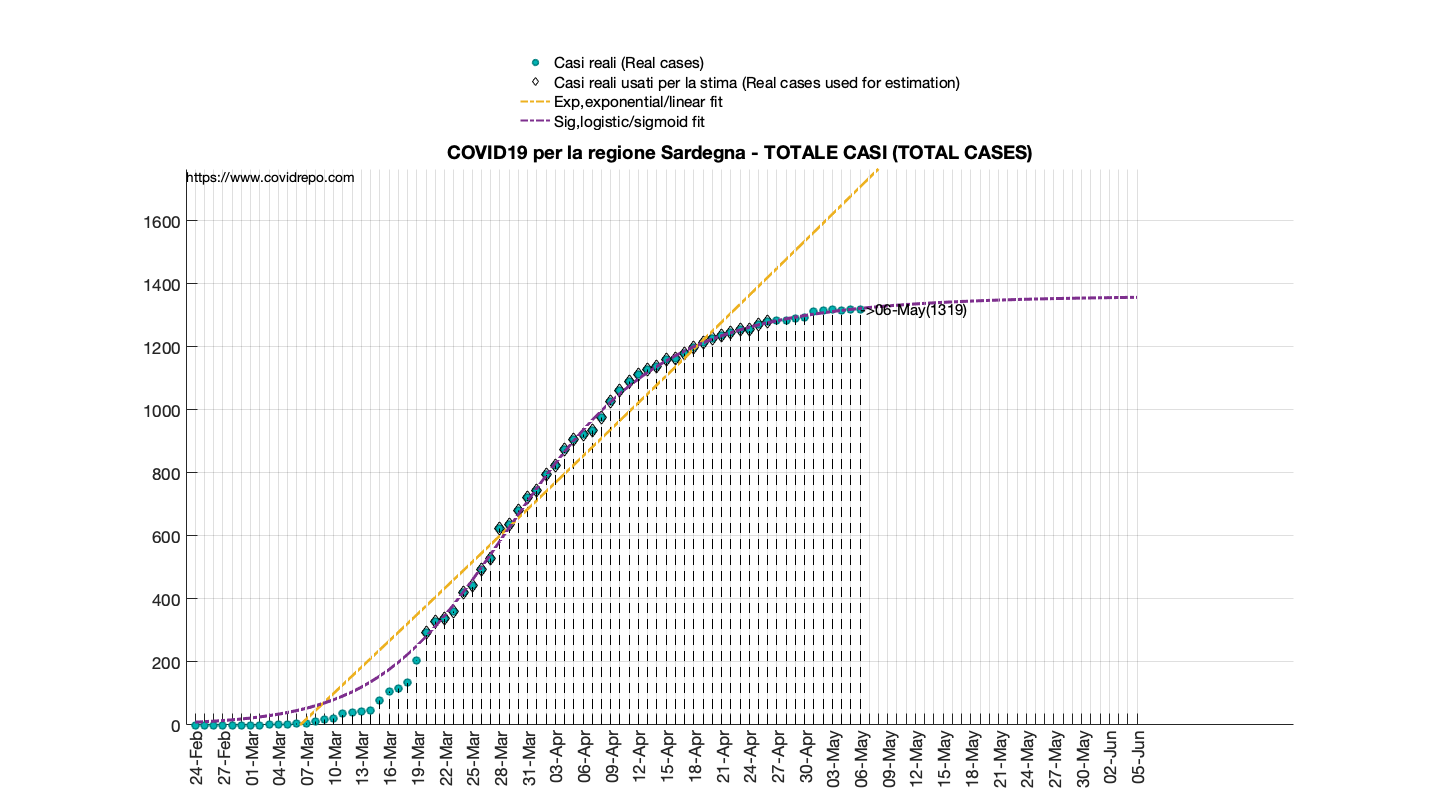 Casi reali (Real cases)
Casi reali usati per la stima (Real cases used for estimation)
Exp,exponential/linear fit
Sig,logistic/sigmoid fit
COVID19 per la regione Sardegna - TOTALE CASI (TOTAL CASES)
https://www.covidrepo.com
1600
1400
1200
1000
800
600
400
200
0
->06-May(1319)
24-Feb
27-Feb
01-Mar
04-Mar
07-Mar
10-Mar
13-Mar
16-Mar
19-Mar
22-Mar
25-Mar
28-Mar
31-Mar
03-Apr
06-Apr
09-Apr
12-Apr
15-Apr
18-Apr
21-Apr
24-Apr
27-Apr
30-Apr
03-May
06-May
09-May
12-May
15-May
18-May
21-May
24-May
27-May
30-May
02-Jun
05-Jun